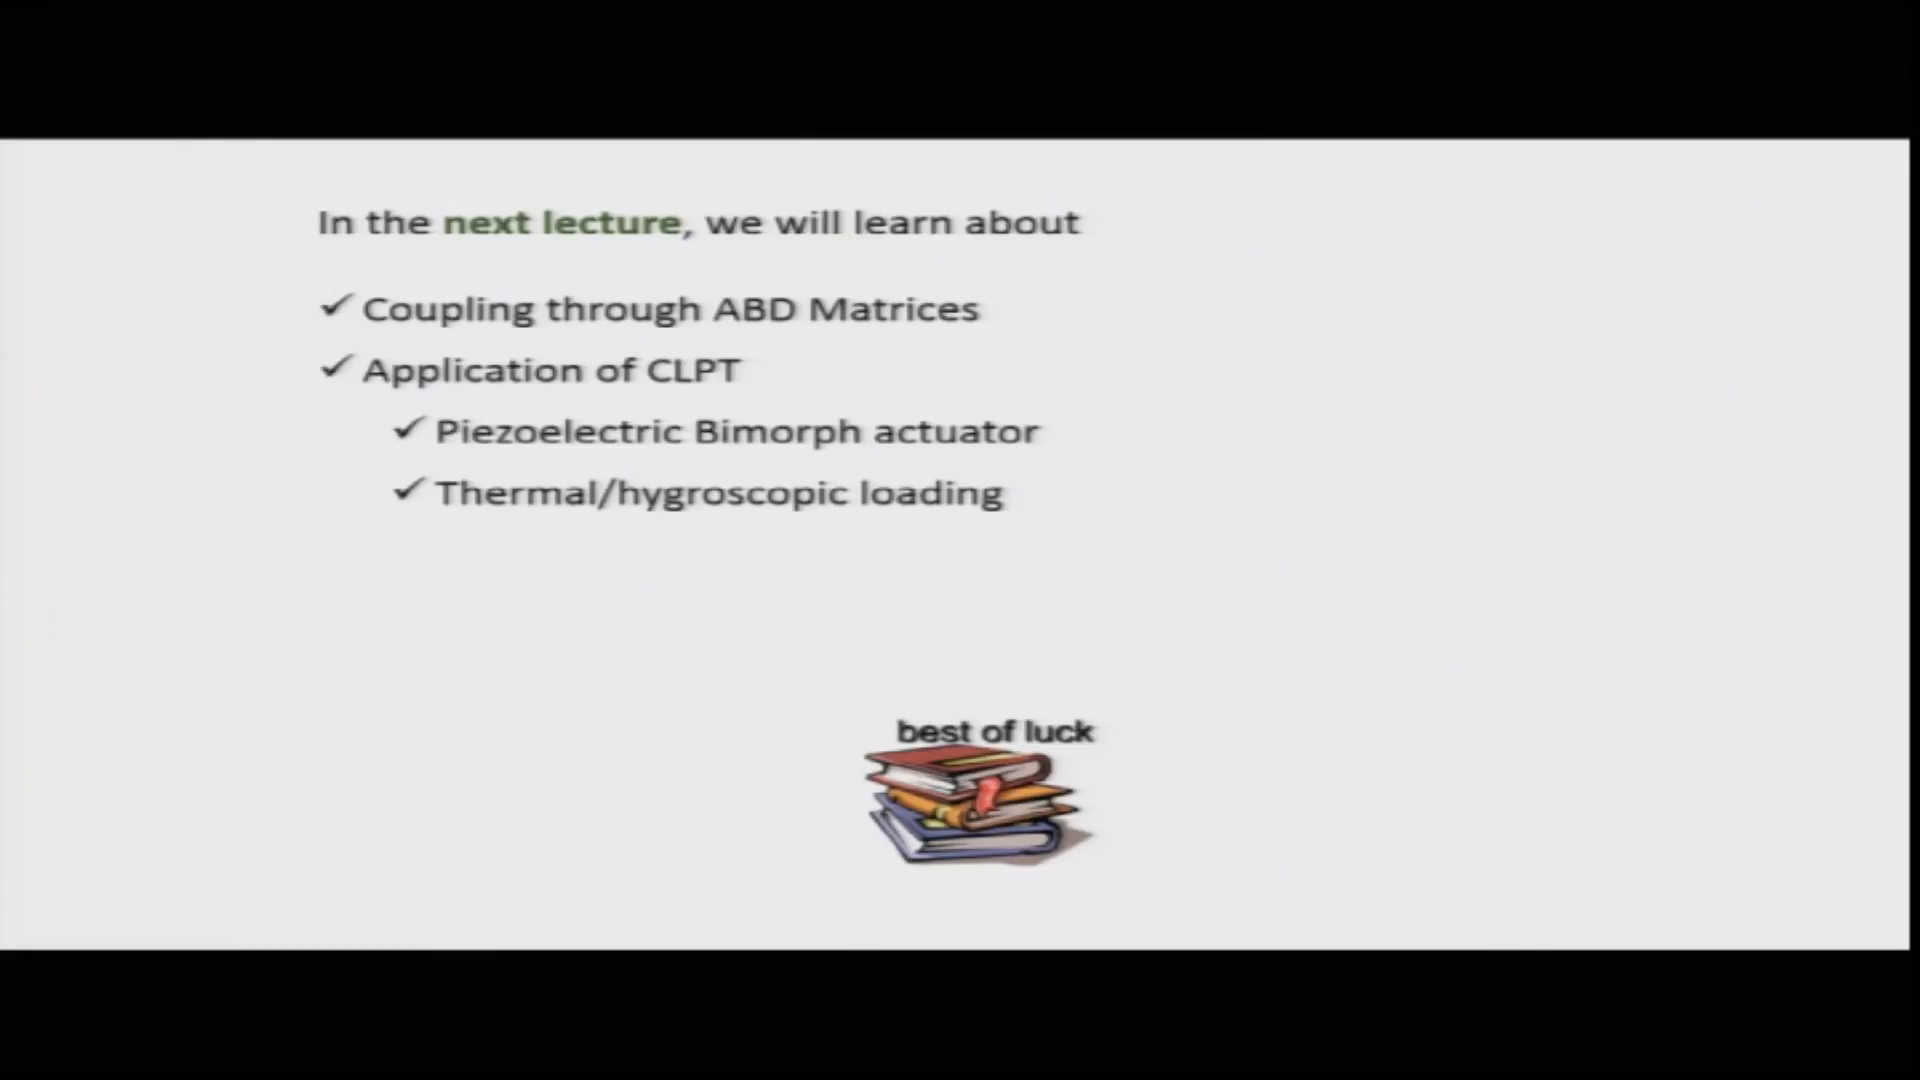 In the next lecture, we will learn about
Coupling through ABD Matrices
Application of CLPT
Piezoelectric Bimorph actuator
Thermal/hygroscopic loading
best of luck